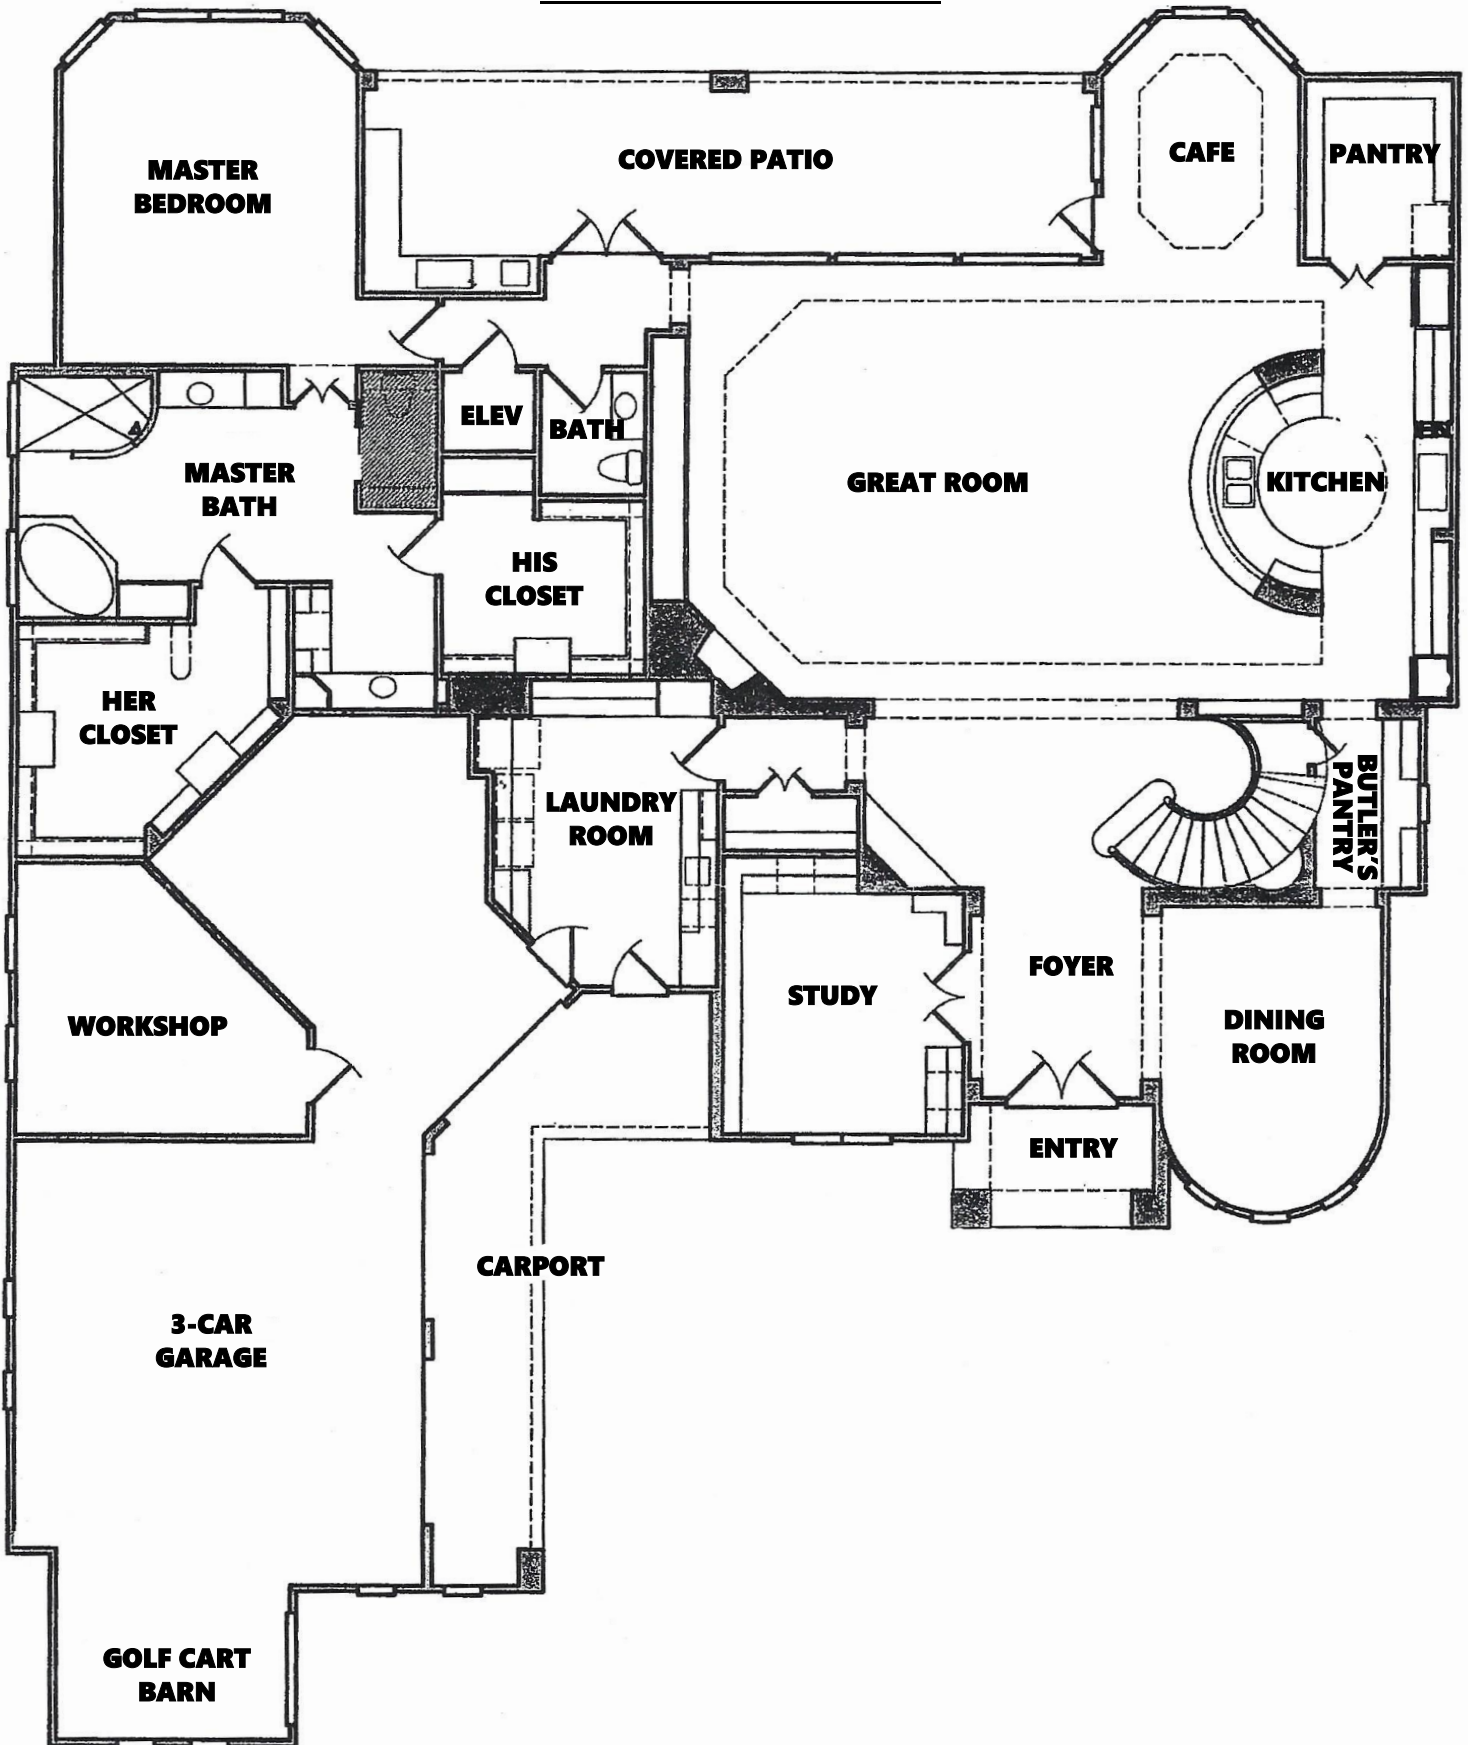 MASTER
BEDROOM
COVERED PATIO
CAFE
PANTRY
ELEV
BATH
MASTER
BATH
GREAT ROOM
KITCHEN
HIS
CLOSET
HER
CLOSET
LAUNDRY
ROOM
BUTLER'S
PANTRY
STUDY
FOYER
WORKSHOP
DINING
ROOM
ENTRY
CARPORT
3-CAR
GARAGE
GOLF CART
BARN